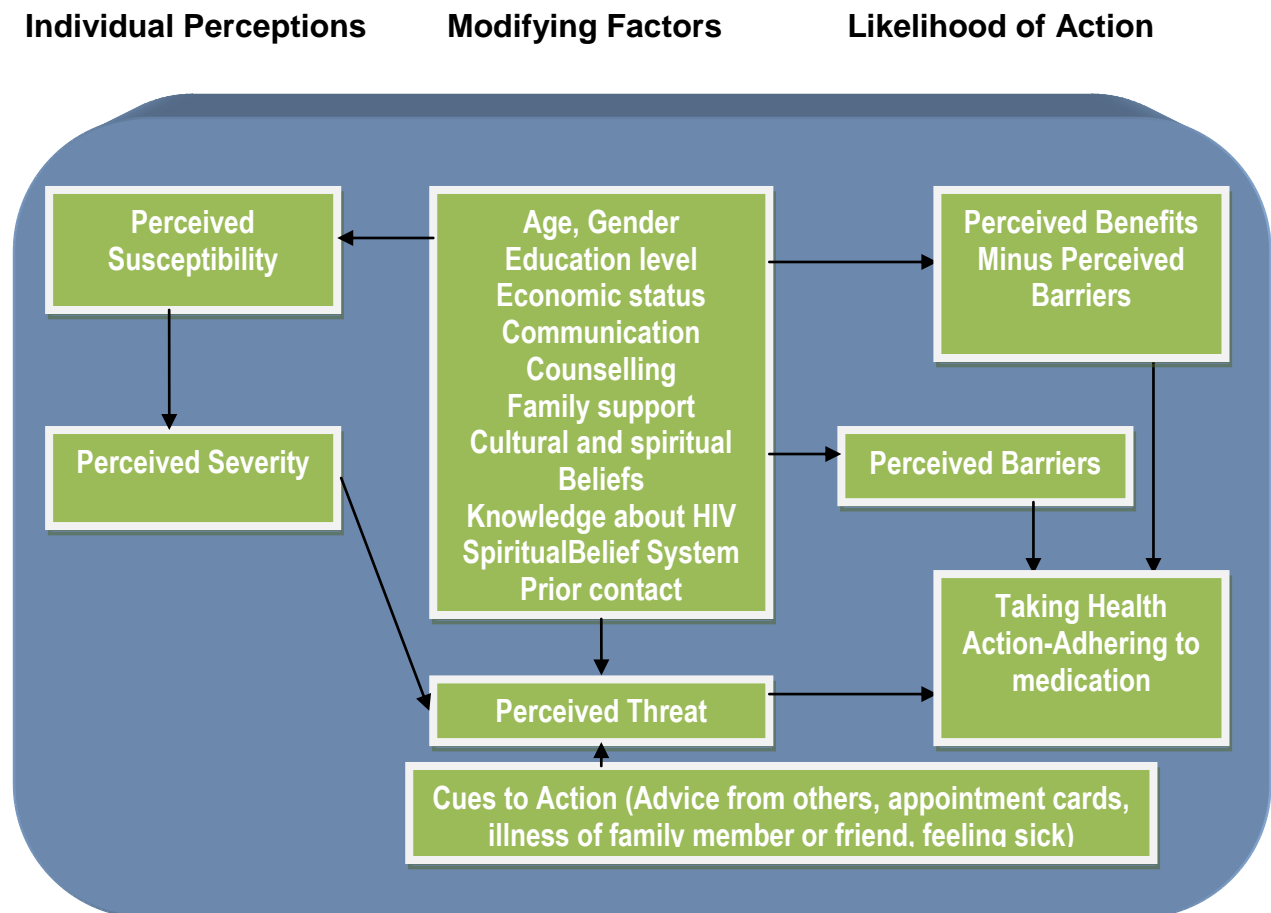 Individual Perceptions
Modifying Factors
Likelihood of Action
Perceived
Susceptibility
Age, Gender
Education level
Economic status
Communication
Counselling
Family support
Cultural and spiritual
Beliefs
Knowledge about HIV
SpiritualBelief System
Prior contact
Perceived Benefits
Minus Perceived
Barriers
Perceived Severity
Perceived Barriers
Taking Health
Action-Adhering to
medication
Perceived Threat
Cues to Action (Advice from others, appointment cards,
illness of family member or friend, feeling sick)